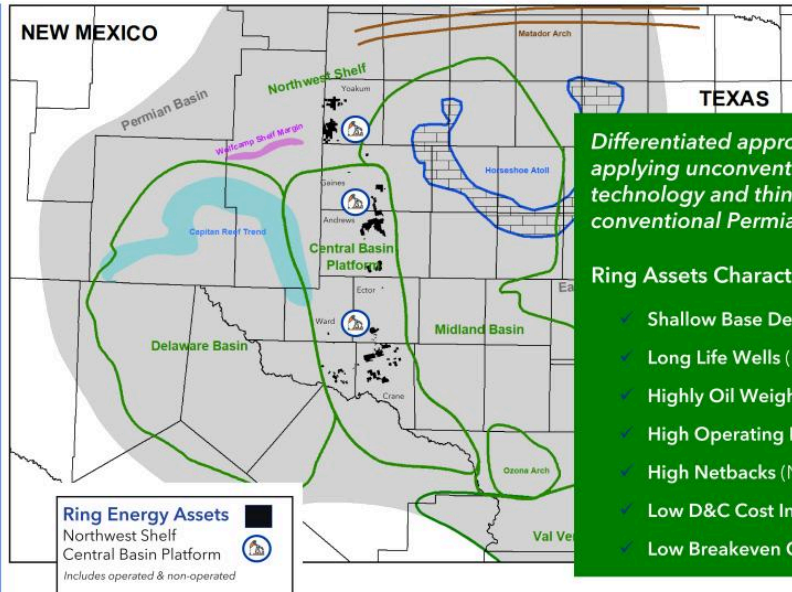 NEW MEXICO
Matador Arch
Northwest Shelf
Yoakum
TEXAS
Permian Basin
Wolfcamp Shelf Margin
Horseshoe Atoll
Gaines
Andrews
Capitan Reef Trend
Central Basin
Platform
Ector
Ea
Ward
Midland Basin
Delaware Basin
Crane
Ozona Arch
Val Ve
Differentiated appro
applying unconvent
technology and thin
conventional Permia
Ring Assets Charact
Shallow Base De
Long Life Wells (
Highly Oil Weigh
High Operating
High Netbacks (N
Low D&C Cost In
Low Breakeven
Ring Energy Assets
Northwest Shelf
Central Basin Platform
Includes operated & non-operated